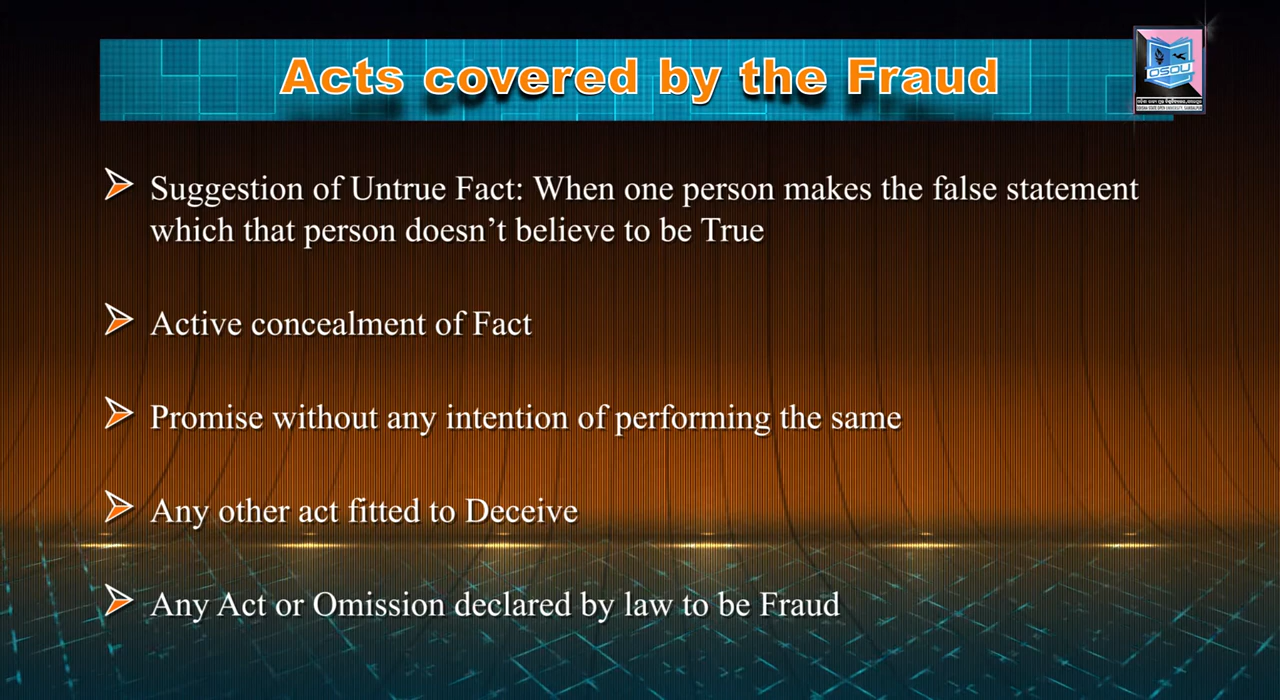 Acts covered by the Fraud
OSOU
Suggestion of Untrue Fact: When one person makes the false statement
which that person doesn’t believe to be True
Active concealment of Fact
Promise without any intention of performing the same
Any other act fitted to Deceive
Any Act or Omission declared by law to be Fraud